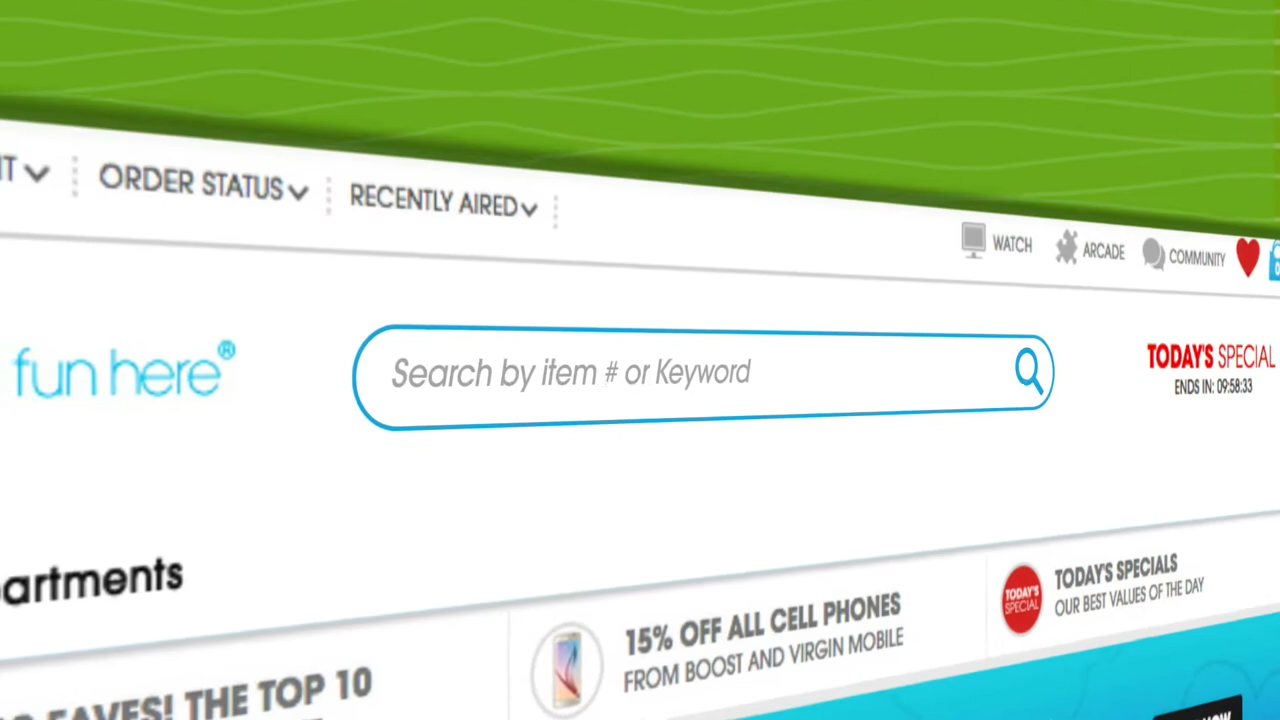 ORDER STATUS
RECENTLY AIRED
WATCH
ARCADE
COMMUNITY
fun here®
Search by item # or Keyword
TODAY'S SPECIAL
ENDS IN: 09:58:33
15% OFF ALL CELL PHONES
FROM BOOST AND VIRGIN MOBILE
TODAY'S
SPECIAL
TODAY'S SPECIALS
OUR BEST VALUES OF THE DAY
FAVES! THE TOP 10